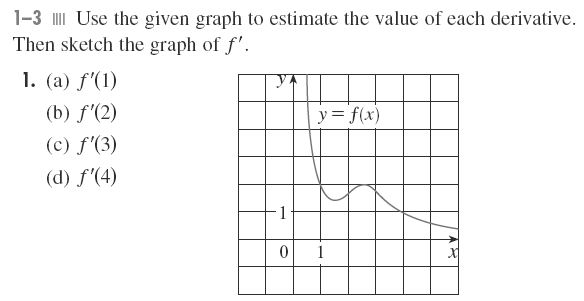 1–3 Use the given graph to estimate the value of each derivative.
Then sketch the graph of f′.
1. (a) f′(1)
(b) f′(2)
(c) f′(3)
(d) f′(4)
y
y = f(x)
1
0 1 x